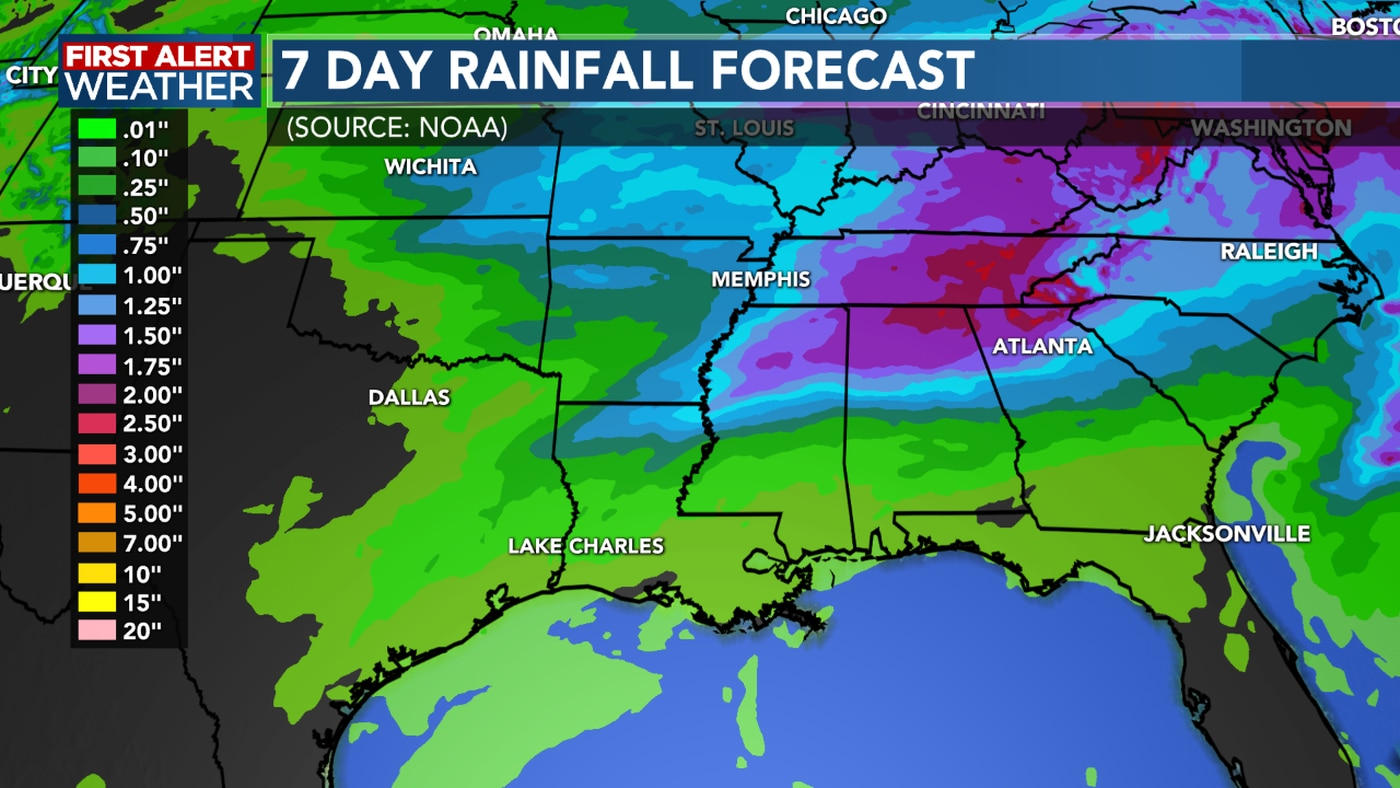 CHICAGO
BOSTO
OMAHA
FIRST ALERT
WEATHER
7 DAY RAINFALL FORECAST
CITY
CINCINNATI
(SOURCE: NOAA)
ST. LOUIS
WASHINGTON
.01"
.10"
.25"
.50"
.75"
1.00"
1.25"
1.50"
1.75"
2.00"
2.50"
3.00"
4.00"
5.00"
7.00"
10"
15"
20"
WICHITA
RALEIGH
UERQU
MEMPHIS
ATLANTA
DALLAS
JACKSONVILLE
LAKE CHARLES